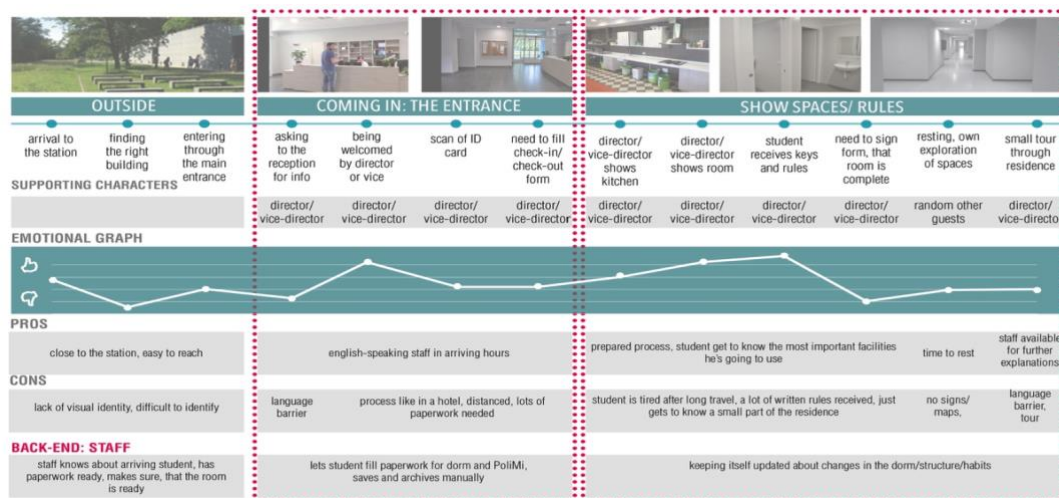 OUTSIDE
COMING IN: THE ENTRANCE
SHOW SPACES/ RULES
arrival to
the station
finding
the right
building
entering
through
the main
entrance
asking
to the
reception
for info
being
welcomed
by director
or vice
scan of ID
card
need to fill
check-in/
check-out
form
director/
vice-director
shows
kitchen
director/
vice-director
shows room
student
receives keys
and rules
need to sign
form, that
room is
complete
resting, own
exploration
of spaces
small tour
through
residence
SUPPORTING CHARACTERS
director/
vice-director
director/
vice-director
director/
vice-director
director/
vice-director
director/
vice-director
director/
vice-director
director/
vice-director
director/
vice-director
random other
guests
director/
vice-director
EMOTIONAL GRAPH
PROS
close to the station, easy to reach
english-speaking staff in arriving hours
prepared process, student get to know the most important facilities
he's going to use
time to rest
staff available
for further
explanations
CONS
lack of visual identity, difficult to identify
language
barrier
process like in a hotel, distanced, lots of
paperwork needed
student is tired after long travel, a lot of written rules received, just
gets to know a small part of the residence
no signs/
maps,
language
barrier,
tour
BACK-END: STAFF
staff knows about arriving student, has
paperwork ready, makes sure, that the room
is ready
lets student fill paperwork for dorm and PoliMi,
saves and archives manually
keeping itself updated about changes in the dorm/structure/habits